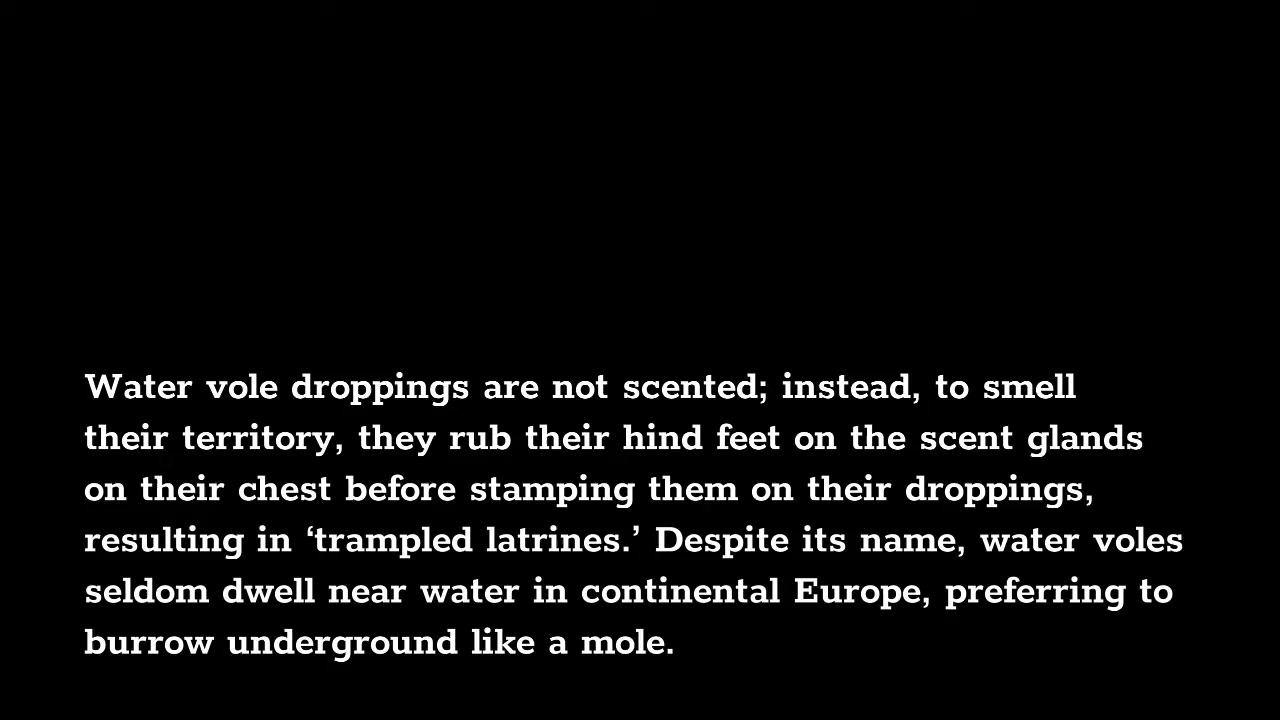 Water vole droppings are not scented; instead, to smell
their territory, they rub their hind feet on the scent glands
on their chest before stamping them on their droppings,
resulting in ‘trampled latrines.’ Despite its name, water voles
seldom dwell near water in continental Europe, preferring to
burrow underground like a mole.